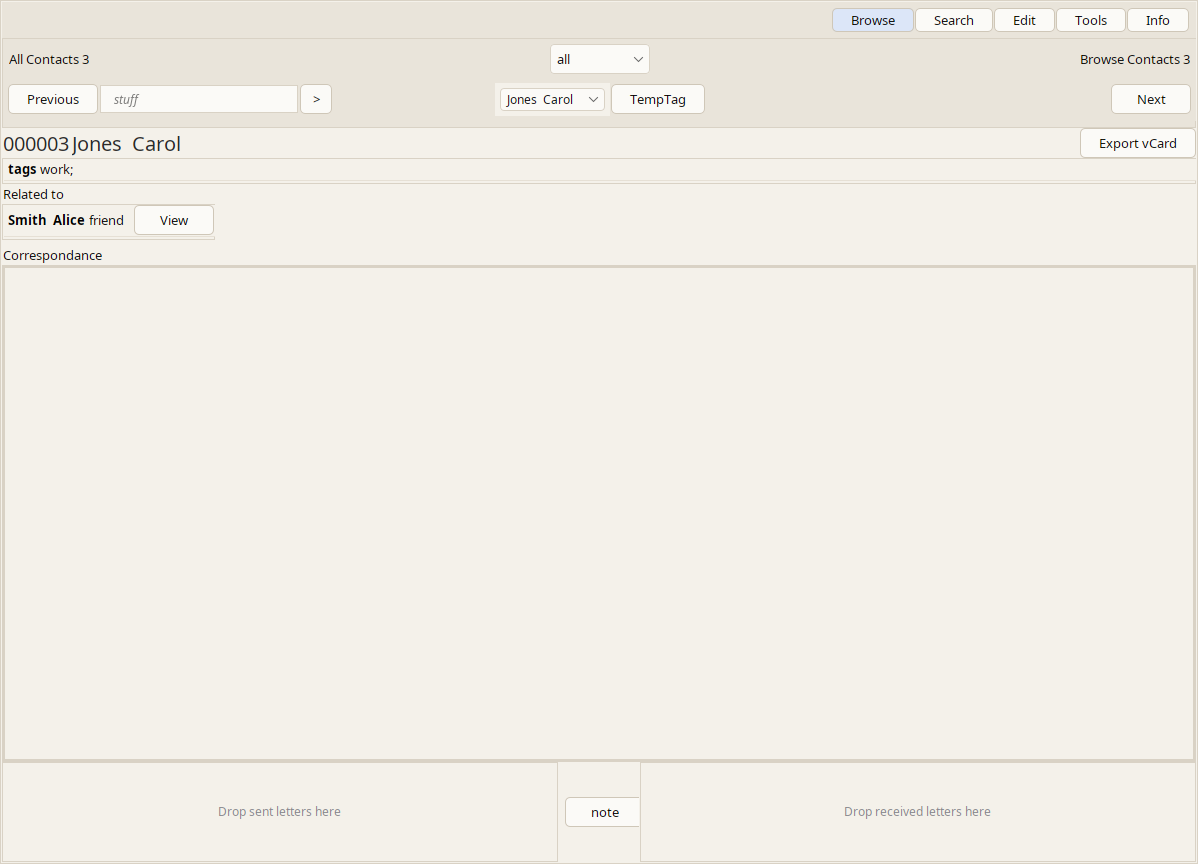 Browse Search Edit Tools Info
All Contacts 3 all Browse Contacts 3
Previous stuff > Jones Carol TempTag Next
000003 Jones Carol Export vCard
tags work;
Related to
Smith Alice friend View
Correspondance
Drop sent letters here note Drop received letters here